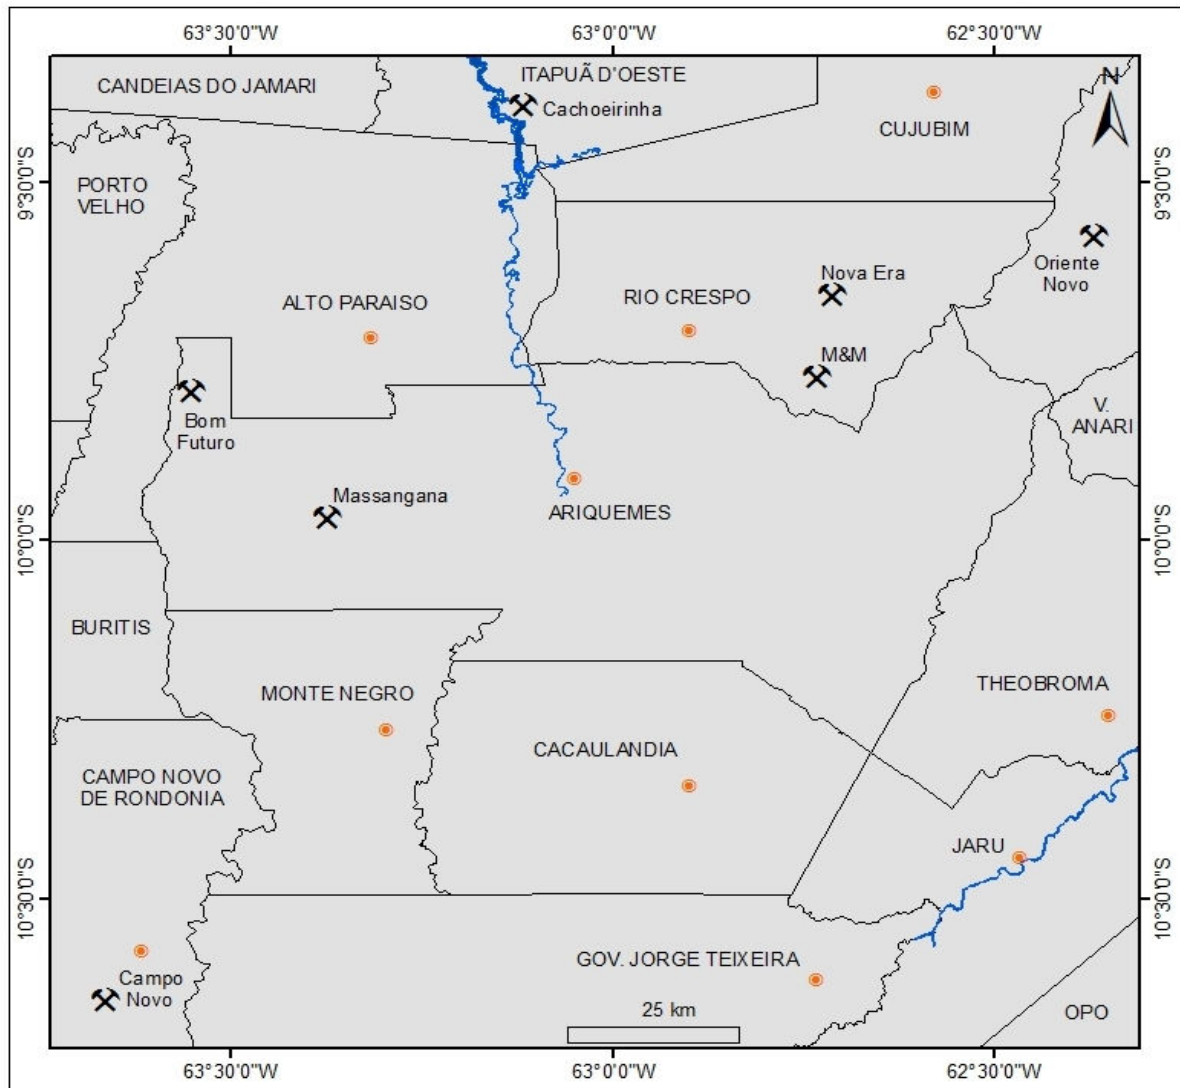 63°30'0"W
63°0'0"W
62°30'0"W
CANDEIAS DO JAMARI
ITAPUÃ D'OESTE
N
Cachoeirinha
CUJUBIM
9°30'0"S
9°30'0"S
PORTO
VELHO
Oriente
Novo
Nova Era
ALTO PARAISO
RIO CRESPO
M&M
Bom
Futuro
V.
ANARI
Massangana
ARIQUEMES
10°0'0"S
10°0'0"S
BURITIS
MONTE NEGRO
THEOBROMA
CACAULANDIA
CAMPO NOVO
DE RONDONIA
JARU
10°30'0"S
10°30'0"S
GOV. JORGE TEIXEIRA
Campo
Novo
25 km
OPO
63°30'0"W
63°0'0"W
62°30'0"W